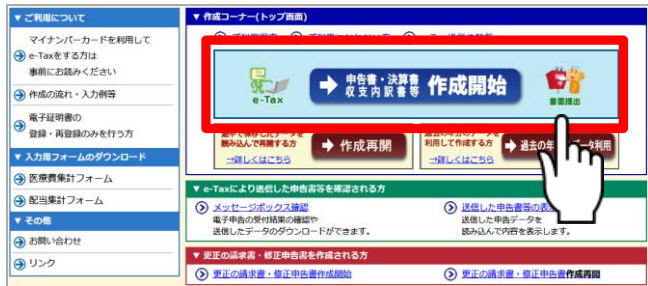 ▼ ご利用について
マイナンバーカードを利用して
e-Taxをする方は
事前にお読みください
作成の流れ・入力例等
電子証明書の
登録・再登録のみを行う方
▼ 入力用フォームのダウンロード
医療費集計フォーム
配当集計フォーム
▼ その他
お問い合わせ
リンク
▼ 作成コーナー(トップ画面)
e-Tax
申告書・決算書
収支内訳書等
作成開始
書面提出
読み込んで再開する方
→詳しくはこちら
作成再開
利用して作成する方
→詳しくはこちら
過去の年
データ利用
▼ e-Taxにより送信した申告書等を確認される方
メッセージボックス確認
電子申告の受付結果の確認や
送信したデータのダウンロードができます。
送信した申告書等の表
送信した申告データを
読み込んで内容を表示します。
▼ 更正の請求書・修正申告書を作成される方
更正の請求書・修正申告書作成開始
更正の請求書・修正申告書作成再開